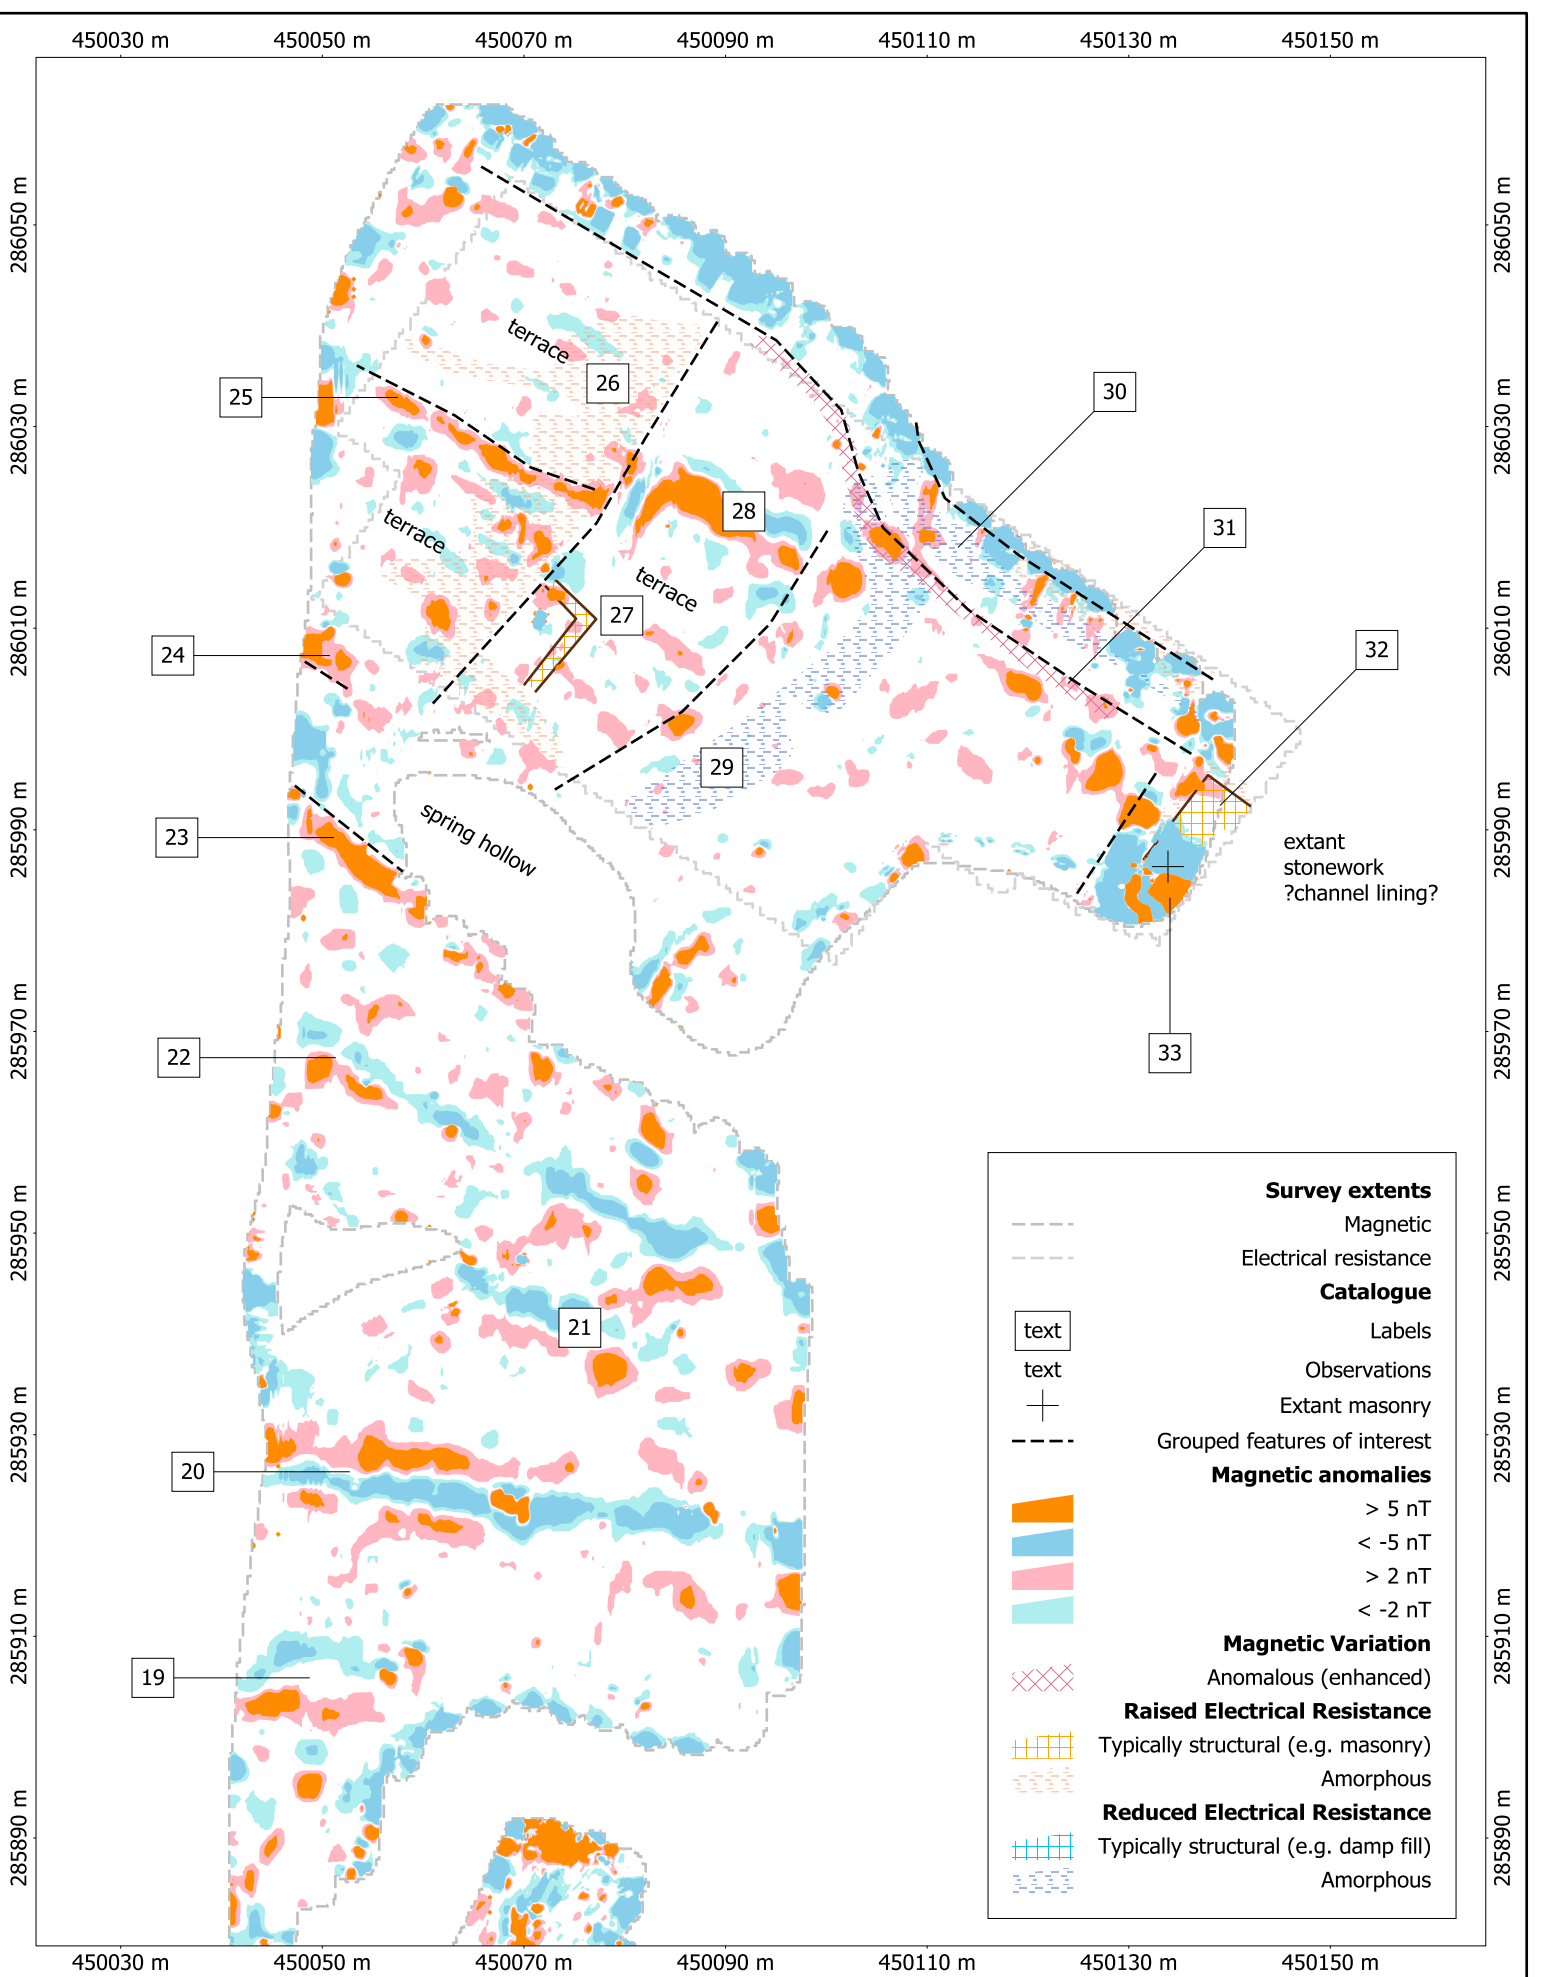 450030 m 450050 m 450070 m 450090 m 450110 m 450130 m 450150 m
286050 m
286030 m
286010 m
285990 m
285970 m
285950 m
285930 m
285910 m
285890 m
286050 m
286030 m
286010 m
285990 m
285970 m
285950 m
285930 m
285910 m
285890 m
terrace
26
25
30
28
31
terrace
terrace
27
24
32
29
spring hollow
23
extant
stonework
?channel lining?
33
22
21
20
19
Survey extents
Magnetic
Electrical resistance
Catalogue
text Labels
text Observations
Extant masonry
Grouped features of interest
Magnetic anomalies
> 5 nT
< -5 nT
> 2 nT
< -2 nT
Magnetic Variation
Anomalous (enhanced)
Raised Electrical Resistance
Typically structural (e.g. masonry)
Amorphous
Reduced Electrical Resistance
Typically structural (e.g. damp fill)
Amorphous
450030 m 450050 m 450070 m 450090 m 450110 m 450130 m 450150 m